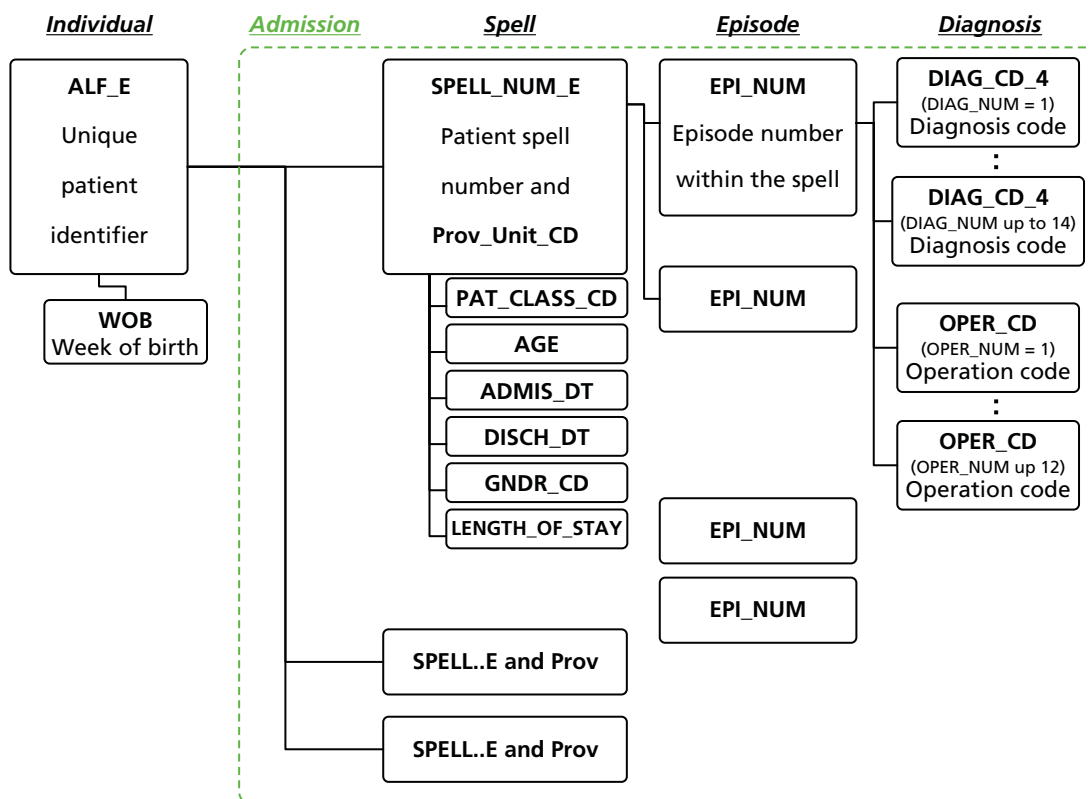 Individual
Admission
Spell
Episode
Diagnosis
ALF_E
Unique
patient
identifier
WOB
Week of birth
SPELL_NUM_E
Patient spell
number and
Prov_Unit_CD
PAT_CLASS_CD
AGE
ADMIS_DT
DISCH_DT
GNDR_CD
LENGTH_OF_STAY
SPELL..E and Prov
SPELL..E and Prov
EPI_NUM
Episode number
within the spell
EPI_NUM
EPI_NUM
EPI_NUM
DIAG_CD_4
(DIAG_NUM = 1)
Diagnosis code
:
DIAG_CD_4
(DIAG_NUM up to 14)
Diagnosis code
OPER_CD
(OPER_NUM = 1)
Operation code
:
OPER_CD
(OPER_NUM up 12)
Operation code